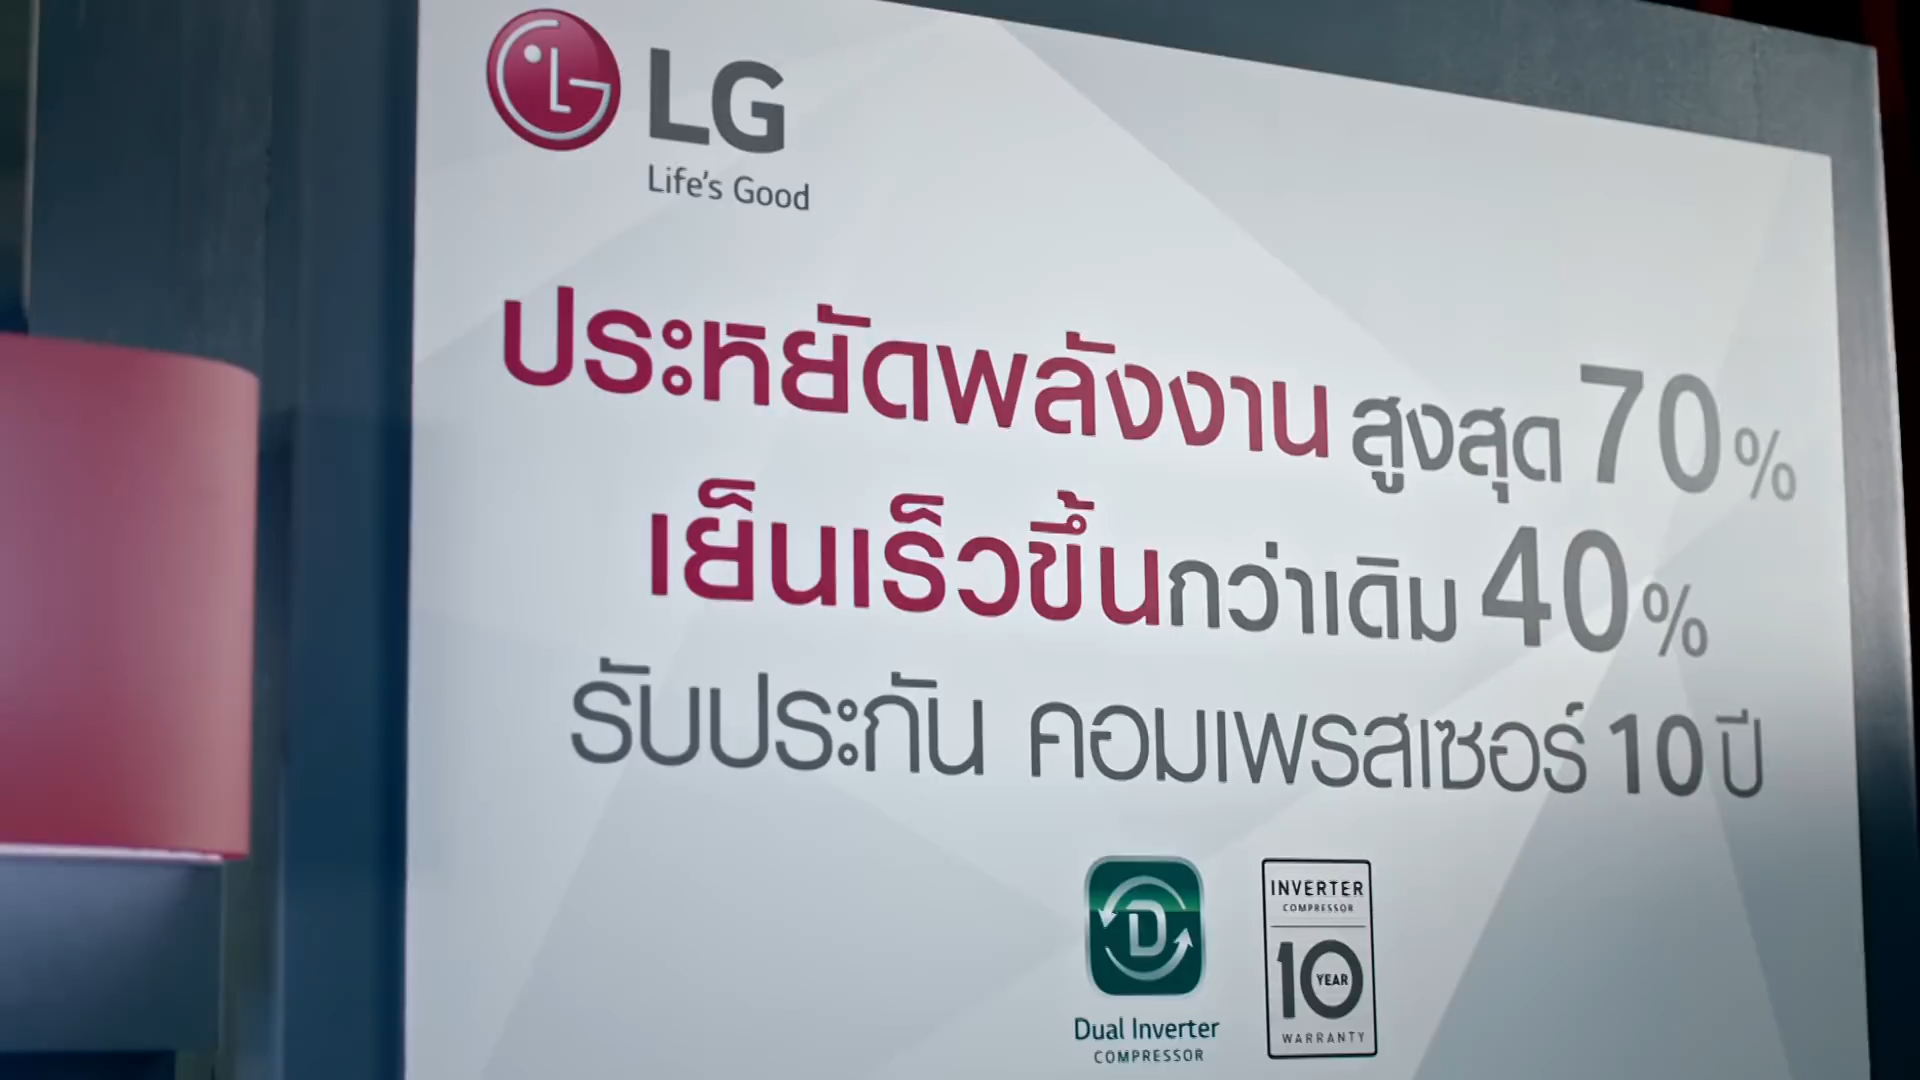 LG
Life's Good
ประหยัดพลังงาน สูงสุด 70%
เย็นเร็วขึ้นกว่าเดิม 40%
รับประกัน คอมเพรสเซอร์ 10 ปี
D
Dual Inverter
COMPRESSOR
INVERTER
COMPRESSOR
10 YEAR
WARRANTY